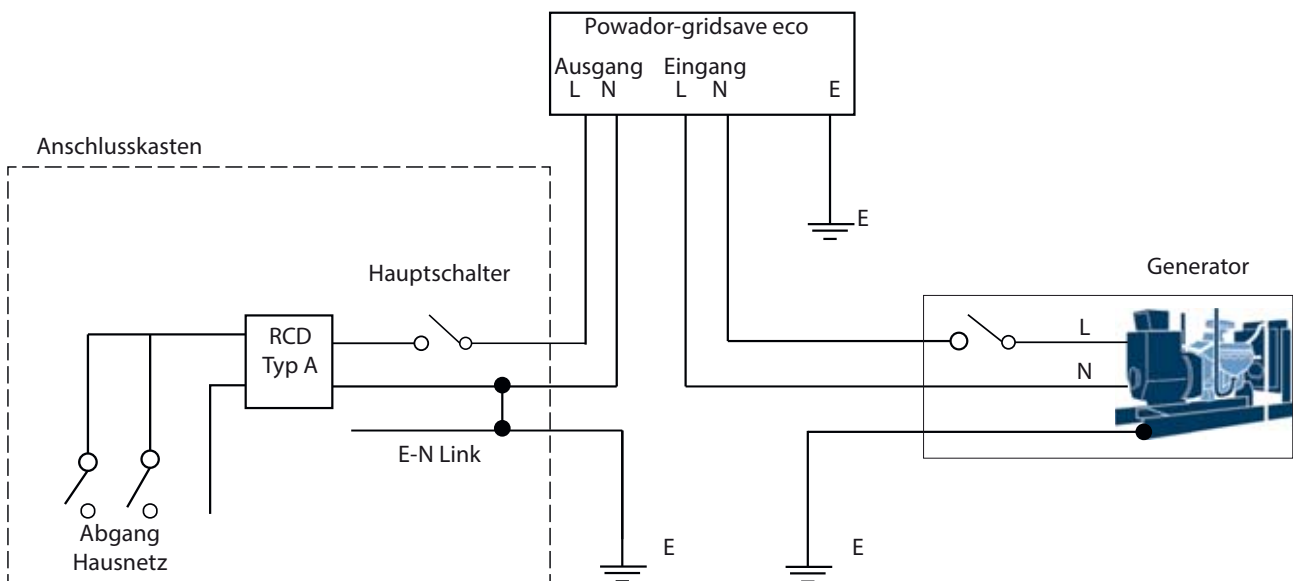 Powador-gridsave eco
Ausgang Eingang
L N L N E
Anschlusskasten
E
Hauptschalter
Generator
RCD
Typ A
L
N
E-N Link
Abgang
Hausnetz
E
E